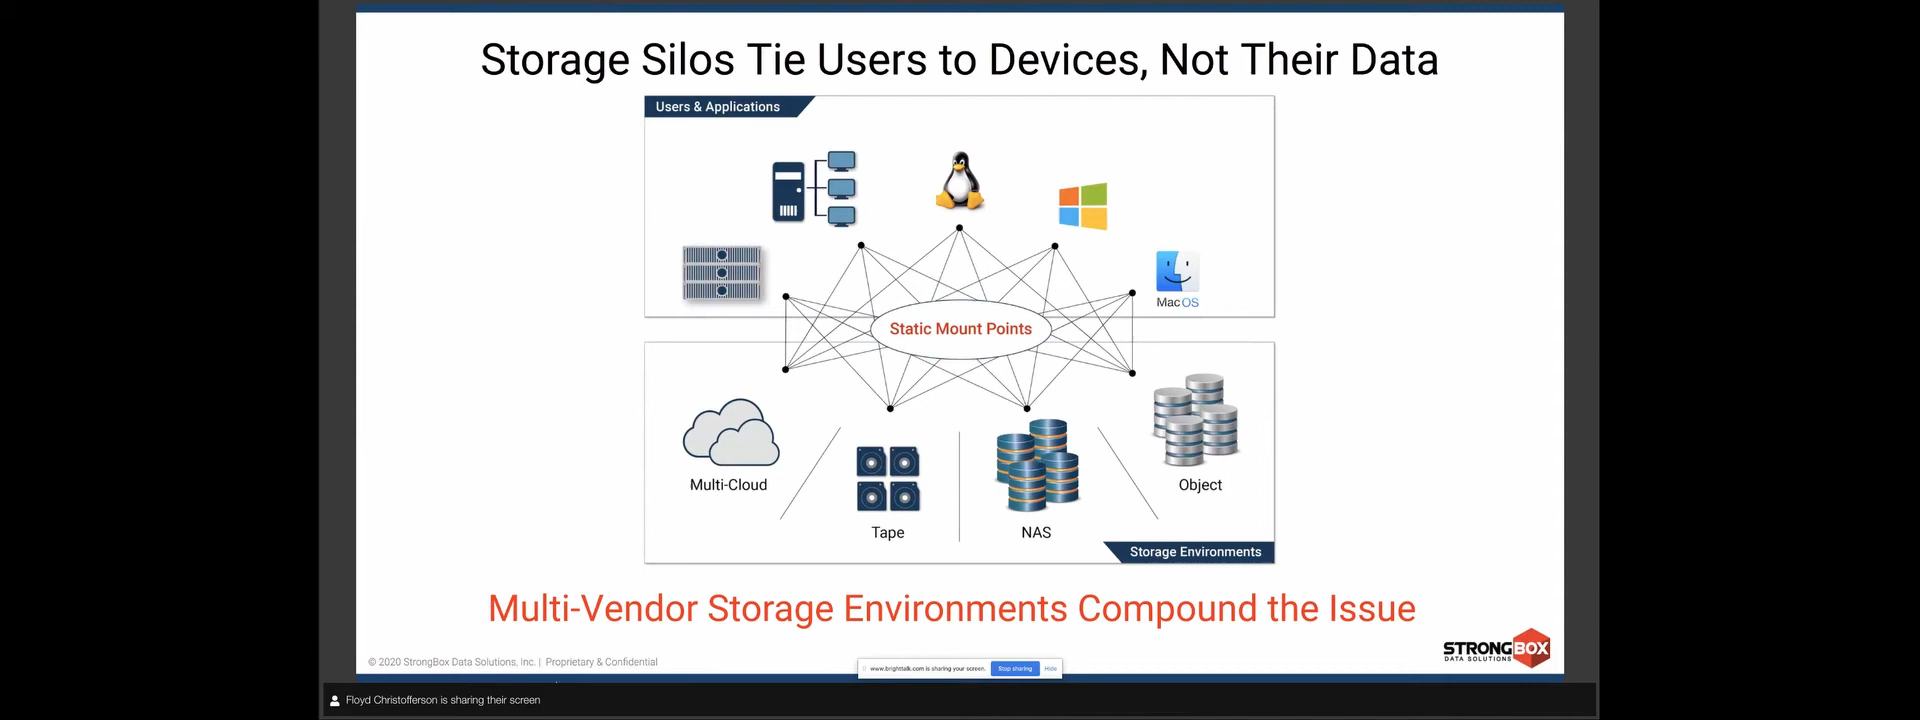 Storage Silos Tie Users to Devices, Not Their Data
Users & Applications
MacOS
Static Mount Points
Multi-Cloud
Tape
NAS
Object
Storage Environments
Multi-Vendor Storage Environments Compound the Issue
STRONGBOX
DATA SOLUTIONS
© 2020 StrongBox Data Solutions, Inc. | Proprietary & Confidential
www.brighttalk.com is sharing your screen. Stop sharing Hide
Floyd Christofferson is sharing their screen